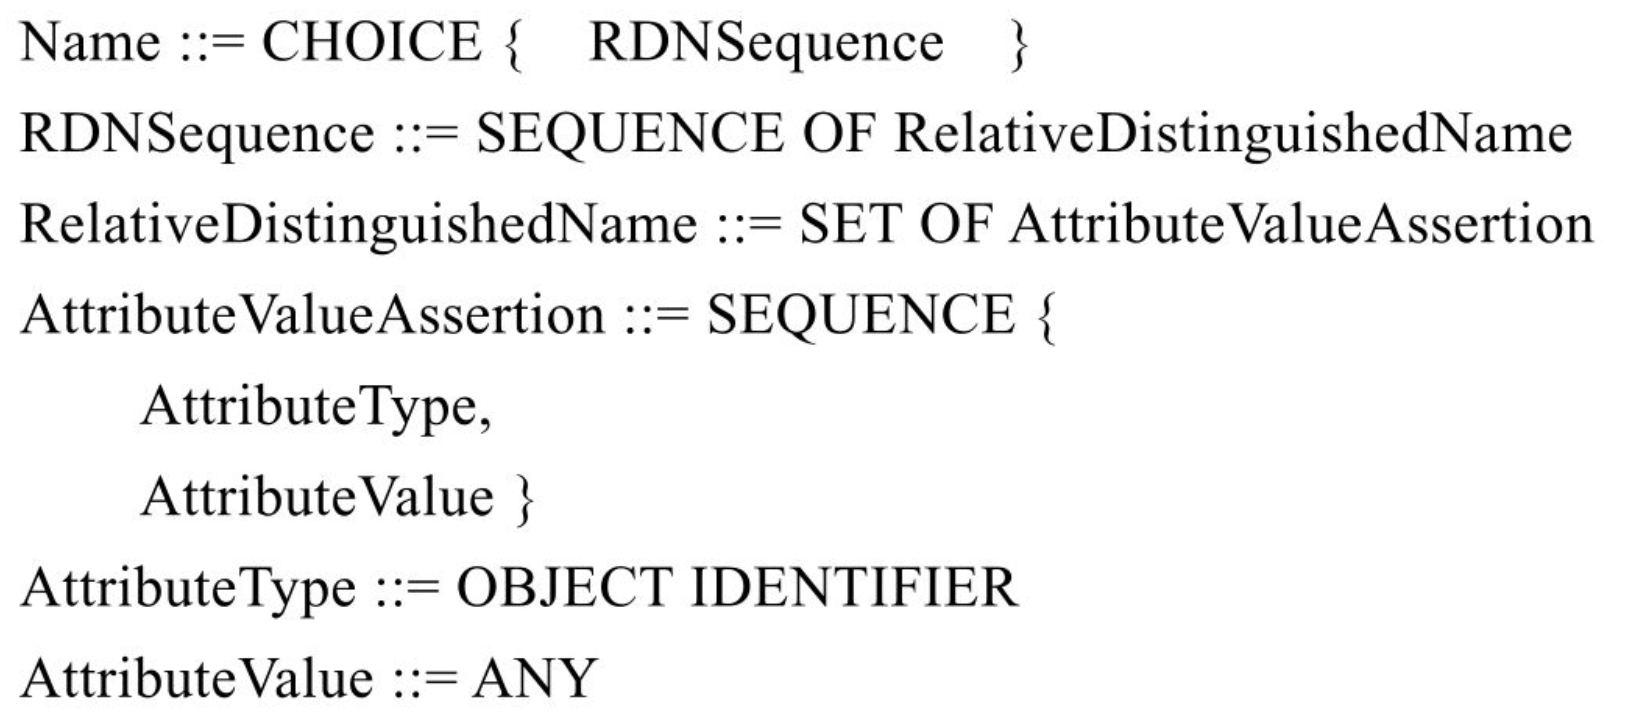 Name ::= CHOICE { RDNSequence }
RDNSequence ::= SEQUENCE OF RelativeDistinguishedName
RelativeDistinguishedName ::= SET OF AttributeValueAssertion
AttributeValueAssertion ::= SEQUENCE {
AttributeType,
AttributeValue }
AttributeType ::= OBJECT IDENTIFIER
AttributeValue ::= ANY